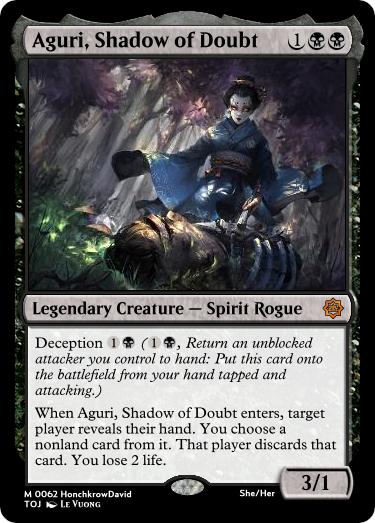 Aguri, Shadow of Doubt 1
Legendary Creature — Spirit Rogue
Deception 1 ( 1 , Return an unblocked
attacker you control to hand: Put this card onto
the battlefield from your hand tapped and
attacking.)
When Aguri, Shadow of Doubt enters, target
player reveals their hand. You choose a
nonland card from it. That player discards that
card. You lose 2 life.
3/1
M 0062 HonchkrowDavid
She/Her
TOJ Le Vuong